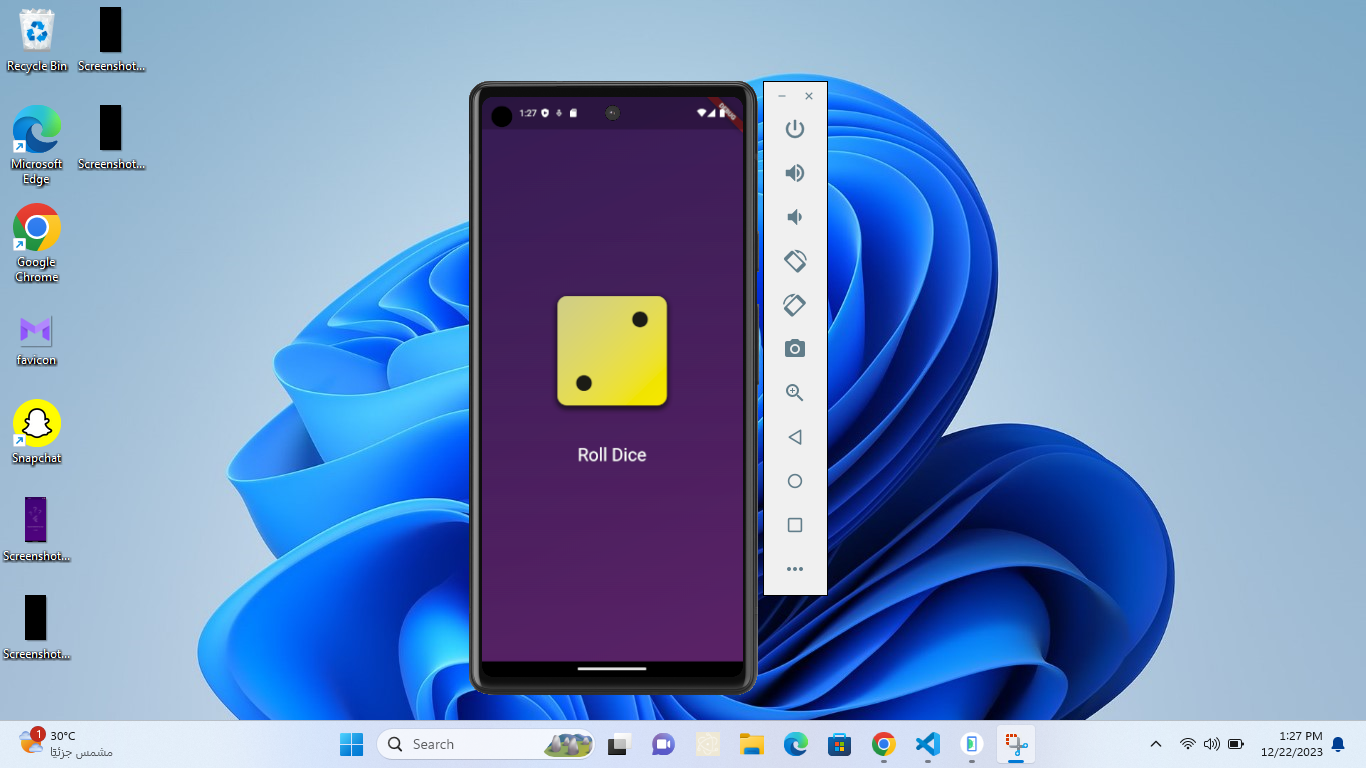 Recycle Bin
Screenshot...
Microsoft
Edge
Screenshot...
Google
Chrome
favicon
Snapchat
Screenshot...
Screenshot...
1:27
DEBUG
Roll Dice
1
30°C
مشمس جزئيًا
Search
1:27 PM
12/22/2023